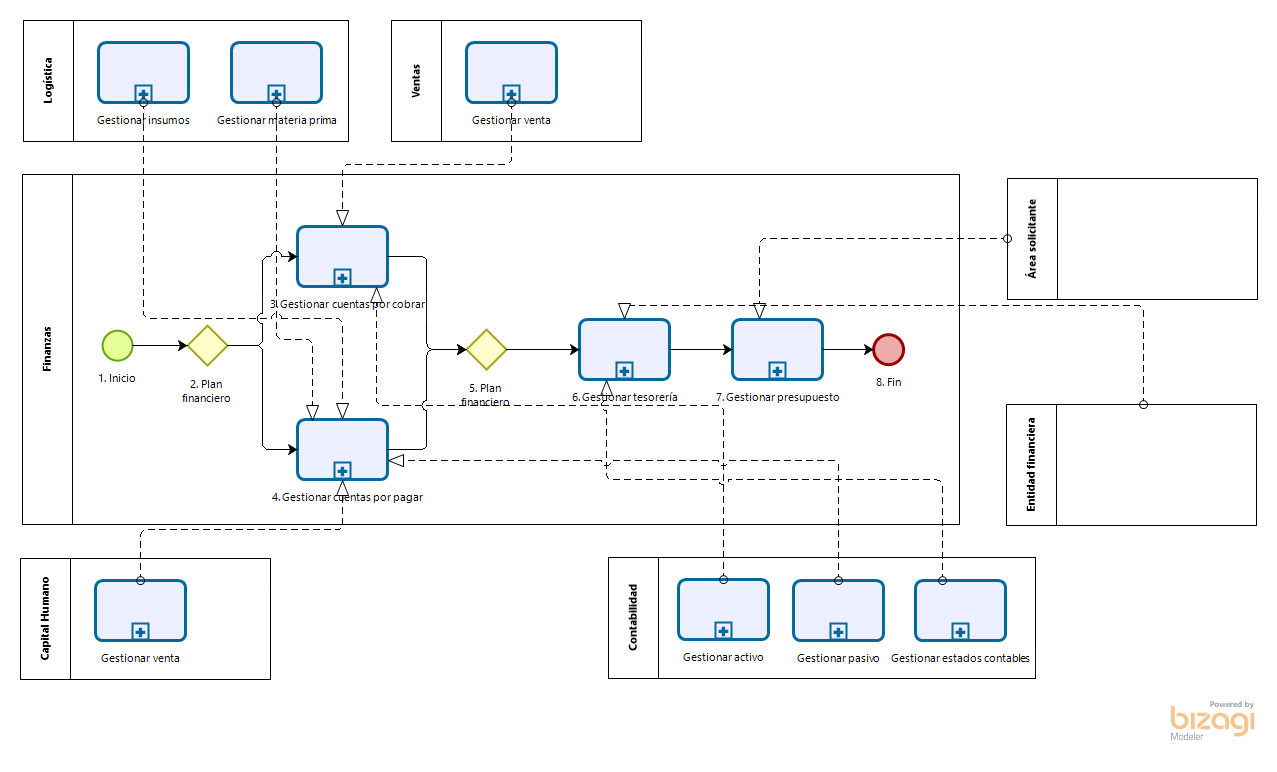 Logística
Gestionar insumos
Gestionar materia prima
Ventas
Gestionar venta
Finanzas
1. Inicio
2. Plan
financiero
3. Gestionar cuentas por cobrar
4. Gestionar cuentas por pagar
5. Plan
financiero
6. Gestionar tesorería
7. Gestionar presupuesto
8. Fin
Área solicitante
Entidad financiera
Capital Humano
Gestionar venta
Contabilidad
Gestionar activo
Gestionar pasivo
Gestionar estados contables
Powered by
bizagi
Modeler